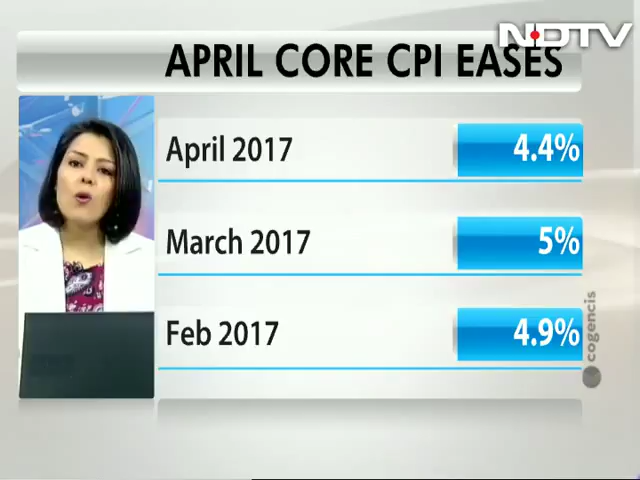 NDTV
APRIL CORE CPI EASES
April 2017 4.4%
March 2017 5%
Feb 2017 4.9%
cogencis